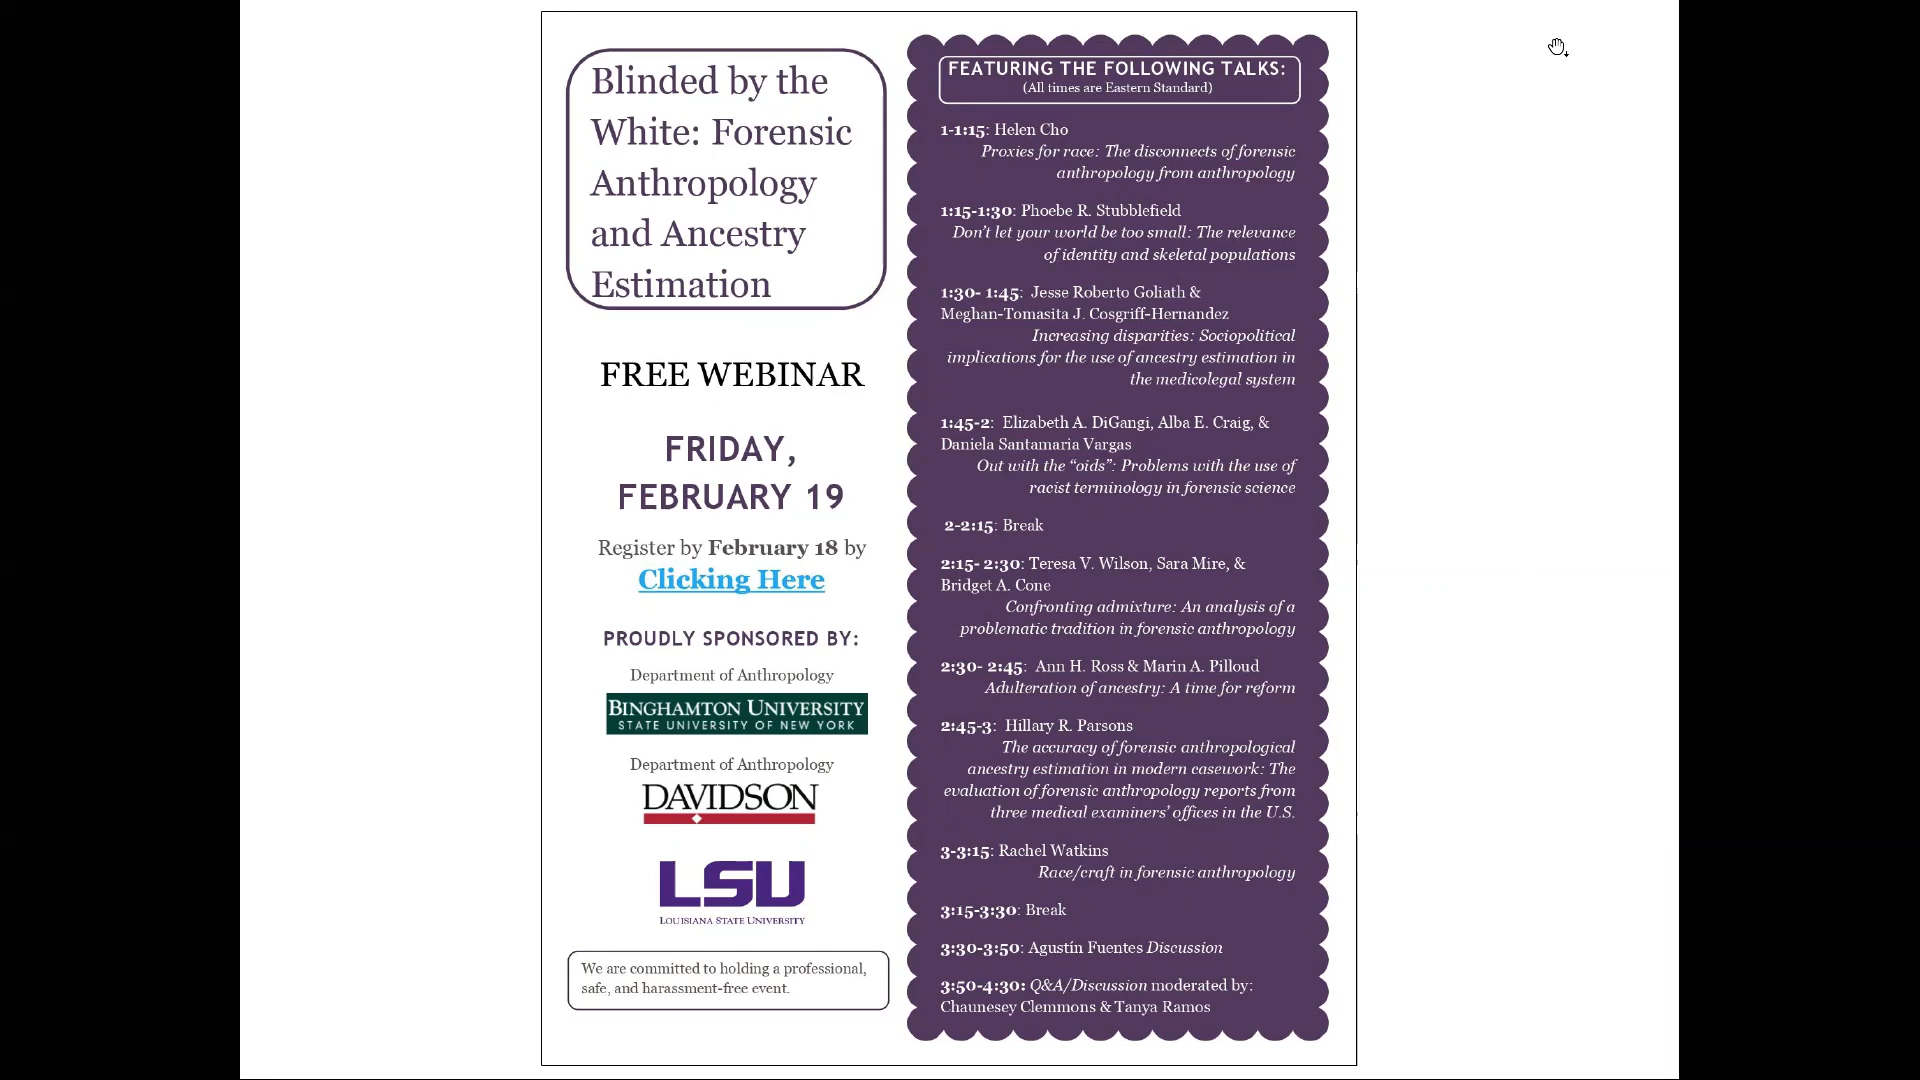 Blinded by the
White: Forensic
Anthropology
and Ancestry
Estimation
FREE WEBINAR
FRIDAY,
FEBRUARY 19
Register by February 18 by
Clicking Here
PROUDLY SPONSORED BY:
Department of Anthropology
BINGHAMTON UNIVERSITY
STATE UNIVERSITY OF NEW YORK
Department of Anthropology
DAVIDSON
LSU
LOUISIANA STATE UNIVERSITY
We are committed to holding a professional,
safe, and harassment-free event.
FEATURING THE FOLLOWING TALKS:
(All times are Eastern Standard)
1-1:15: Helen Cho
Proxies for race: The disconnects of forensic
anthropology from anthropology
1:15-1:30: Phoebe R. Stubblefield
Don't let your world be too small: The relevance
of identity and skeletal populations
1:30- 1:45: Jesse Roberto Goliath &
Meghan-Tomasita J. Cosgriff-Hernandez
Increasing disparities: Sociopolitical
implications for the use of ancestry estimation in
the medicolegal system
1:45-2: Elizabeth A. DiGangi, Alba E. Craig, &
Daniela Santamaria Vargas
Out with the “oids”: Problems with the use of
racist terminology in forensic science
2-2:15: Break
2:15- 2:30: Teresa V. Wilson, Sara Mire, &
Bridget A. Cone
Confronting admixture: An analysis of a
problematic tradition in forensic anthropology
2:30- 2:45: Ann H. Ross & Marin A. Pilloud
Adulteration of ancestry: A time for reform
2:45-3: Hillary R. Parsons
The accuracy of forensic anthropological
ancestry estimation in modern casework: The
evaluation of forensic anthropology reports from
three medical examiners' offices in the U.S.
3-3:15: Rachel Watkins
Race/craft in forensic anthropology
3:15-3:30: Break
3:30-3:50: Agustín Fuentes Discussion
3:50-4:30: Q&A/Discussion moderated by:
Chaunesey Clemmons & Tanya Ramos